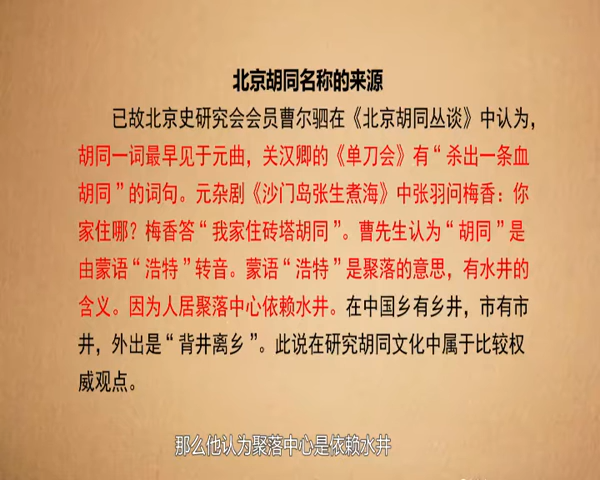 北京胡同名称的来源
已故北京史研究会会员曹尔驷在《北京胡同丛谈》中认为，
胡同一词最早见于元曲，关汉卿的《单刀会》有“杀出一条血
胡同”的词句。元杂剧《沙门岛张生煮海》中张羽问梅香：你
家住哪？梅香答“我家住砖塔胡同”。曹先生认为“胡同”是
由蒙语“浩特”转音。蒙语“浩特”是聚落的意思，有水井的
含义。因为人居聚落中心依赖水井。在中国乡有乡井，市有市
井，外出是“背井离乡”。此说在研究胡同文化中属于比较权
威观点。
那么他认为聚落中心是依赖水井